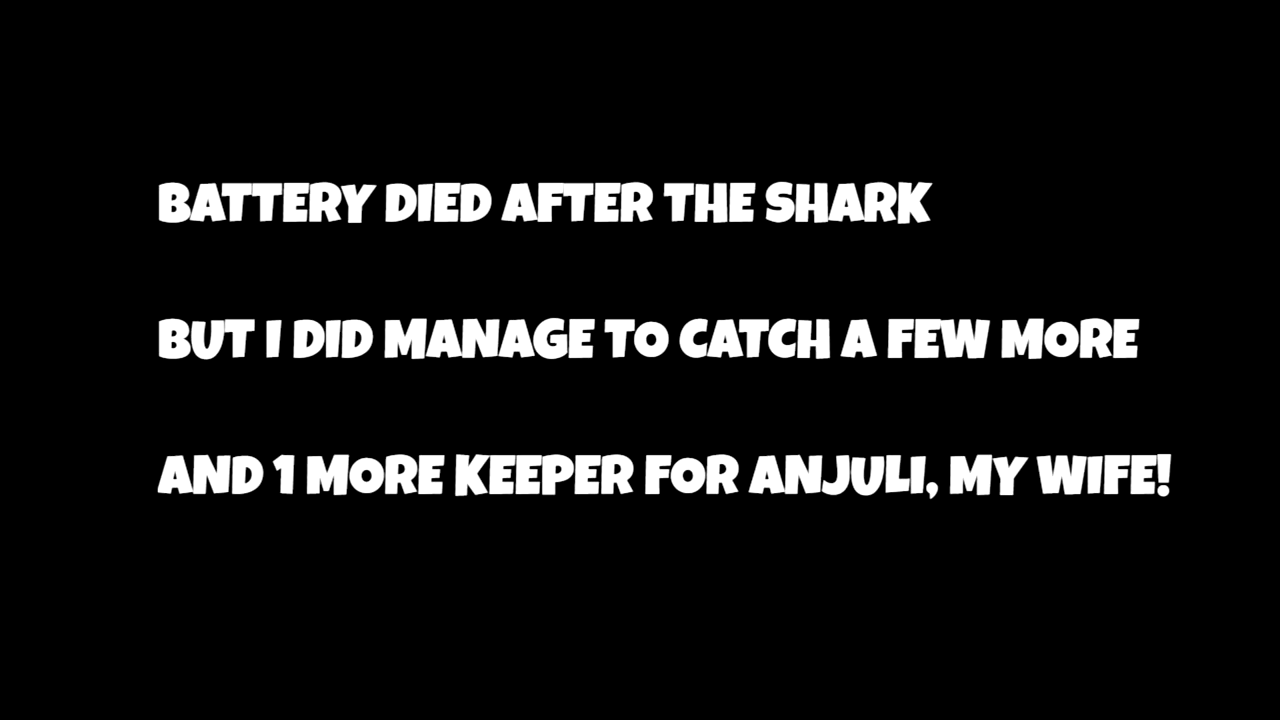 BATTERY DIED AFTER THE SHARK
BUT I DID MANAGE TO CATCH A FEW MORE
AND 1 MORE KEEPER FOR ANJULI, MY WIFE!